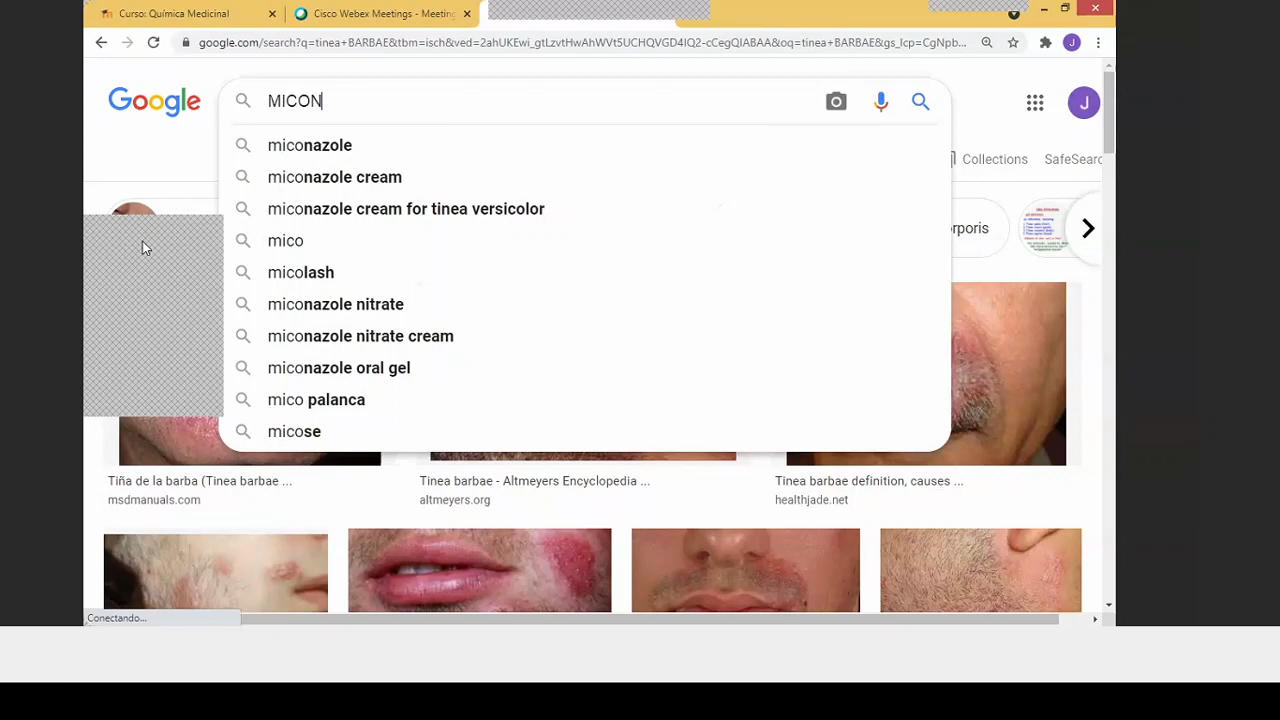 Curso: Química Medicinal
Cisco Webex Meetings - Meeting
google.com/search?q=tinea+BARBAE&tbm=isch&ved=2ahUKEwi_gtLzvtHwAhWVt5UCHQVGD4IQ2-cCegQIABAA&oq=tinea+BARBAE&gs_lcp=CgNpb...
J
Google
MICON
J
miconazole
Collections
SafeSearc
miconazole cream
miconazole cream for tinea versicolor
orporis
mico
micolash
miconazole nitrate
miconazole nitrate cream
miconazole oral gel
mico palanca
micose
Tiña de la barba (Tinea barbae ...
msdmanuals.com
Tinea barbae - Altmeyers Encyclopedia ...
altmeyers.org
Tinea barbae definition, causes ...
healthjade.net
Conectando...